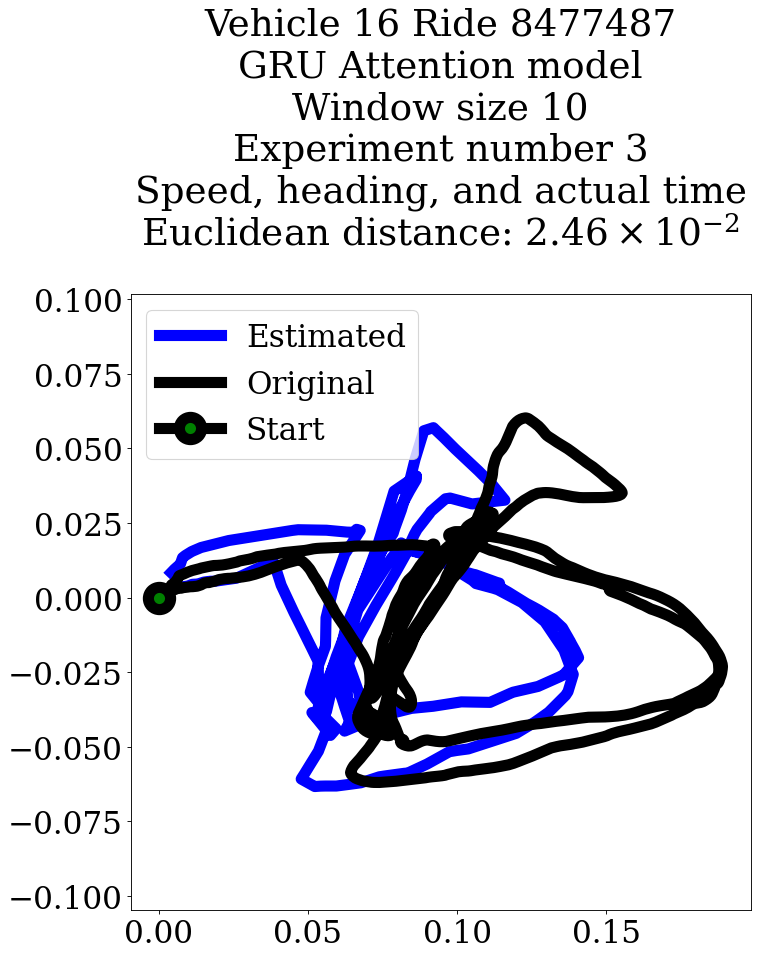 Vehicle 16 Ride 8477487
GRU Attention model
Window size 10
Experiment number 3
Speed, heading, and actual time
Euclidean distance: 2.46 × 10⁻²
0.100
0.075
0.050
0.025
0.000
−0.025
−0.050
−0.075
−0.100
Estimated
Original
Start
0.00 0.05 0.10 0.15